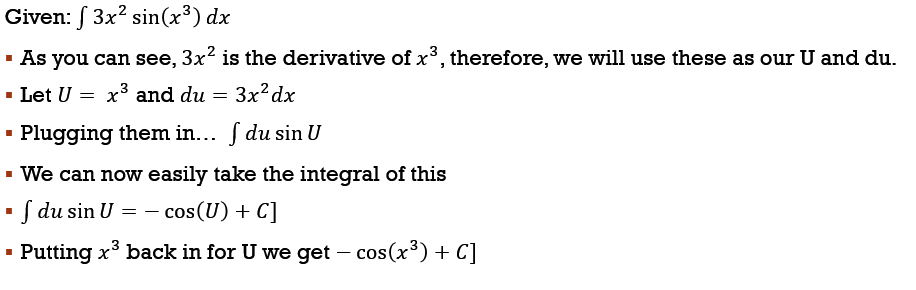 Given: ∫ 3x² sin(x³) dx
▪ As you can see, 3x² is the derivative of x³, therefore, we will use these as our U and du.
▪ Let U = x³ and du = 3x²dx
▪ Plugging them in... ∫ du sin U
▪ We can now easily take the integral of this
▪ ∫ du sin U = − cos(U) + C]
▪ Putting x³ back in for U we get − cos(x³) + C]